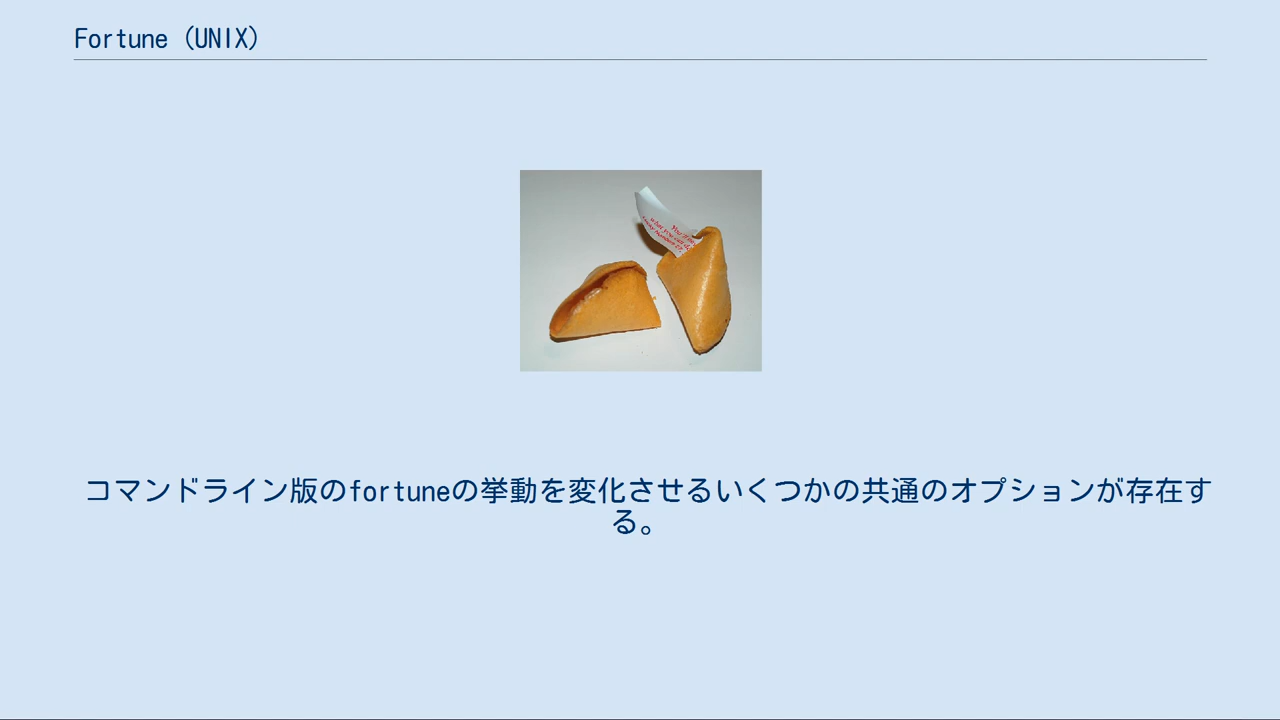 Fortune (UNIX)
コマンドライン版のfortuneの挙動を変化させるいくつかの共通のオプションが存在す
る。